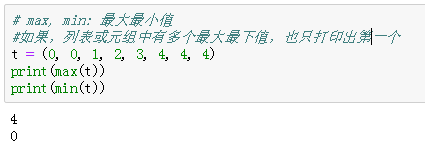 # max, min: 最大最小值
#如果，列表或元组中有多个最大最下值，也只打印出第一个
t = (0, 0, 1, 2, 3, 4, 4, 4)
print(max(t))
print(min(t))
4
0